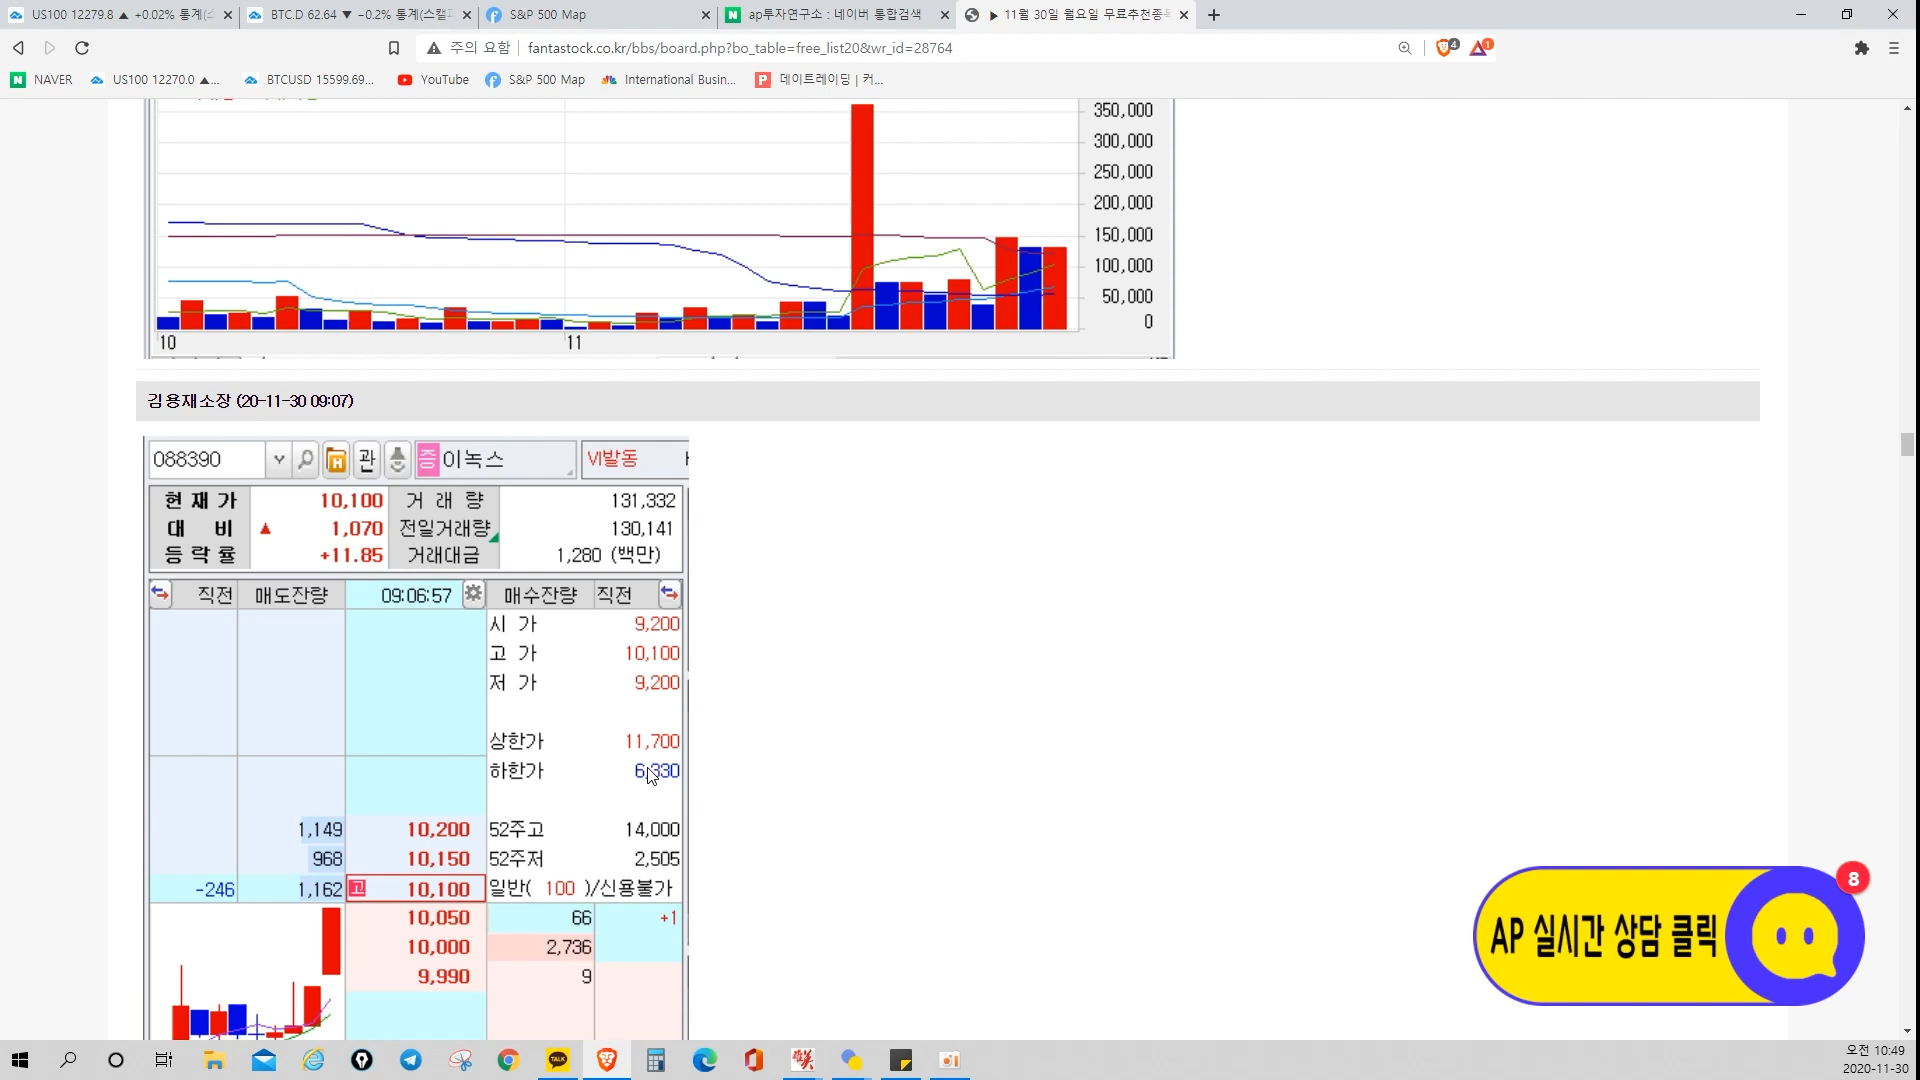 US100 12279.8 ▲ +0.02% 통계(스
BTC.D 62.64 ▼ −0.2% 통계(스캘
S&P 500 Map
ap투자연구소 : 네이버 통합검색
▶ 11월 30일 월요일 무료추천종목
주의 요함
fantastock.co.kr/bbs/board.php?bo_table=free_list20&wr_id=28764
4
1
NAVER
US100 12270.0 ▲...
BTCUSD 15599.69...
YouTube
S&P 500 Map
International Busin...
데이트레이딩 | 커...
350,000
300,000
250,000
200,000
150,000
100,000
50,000
0
10
11
김용재소장 (20-11-30 09:07)
088390
관
증 이녹스
VI발동
현 재 가 10,100 거 래 량 131,332
대 비 ▲ 1,070 전일거래량 130,141
등 락 률 +11.85 거래대금 1,280 (백만)
직전 매도잔량 09:06:57 매수잔량 직전
시 가 9,200
고 가 10,100
저 가 9,200
상한가 11,700
하한가 6,330
1,149 10,200 52주고 14,000
968 10,150 52주저 2,505
-246 1,162 고 10,100 일반( 100 )/신용불가
10,050 66 +1
10,000 2,736
9,990 9
AP 실시간 상담 클릭
8
TALK
오전 10:49
2020-11-30